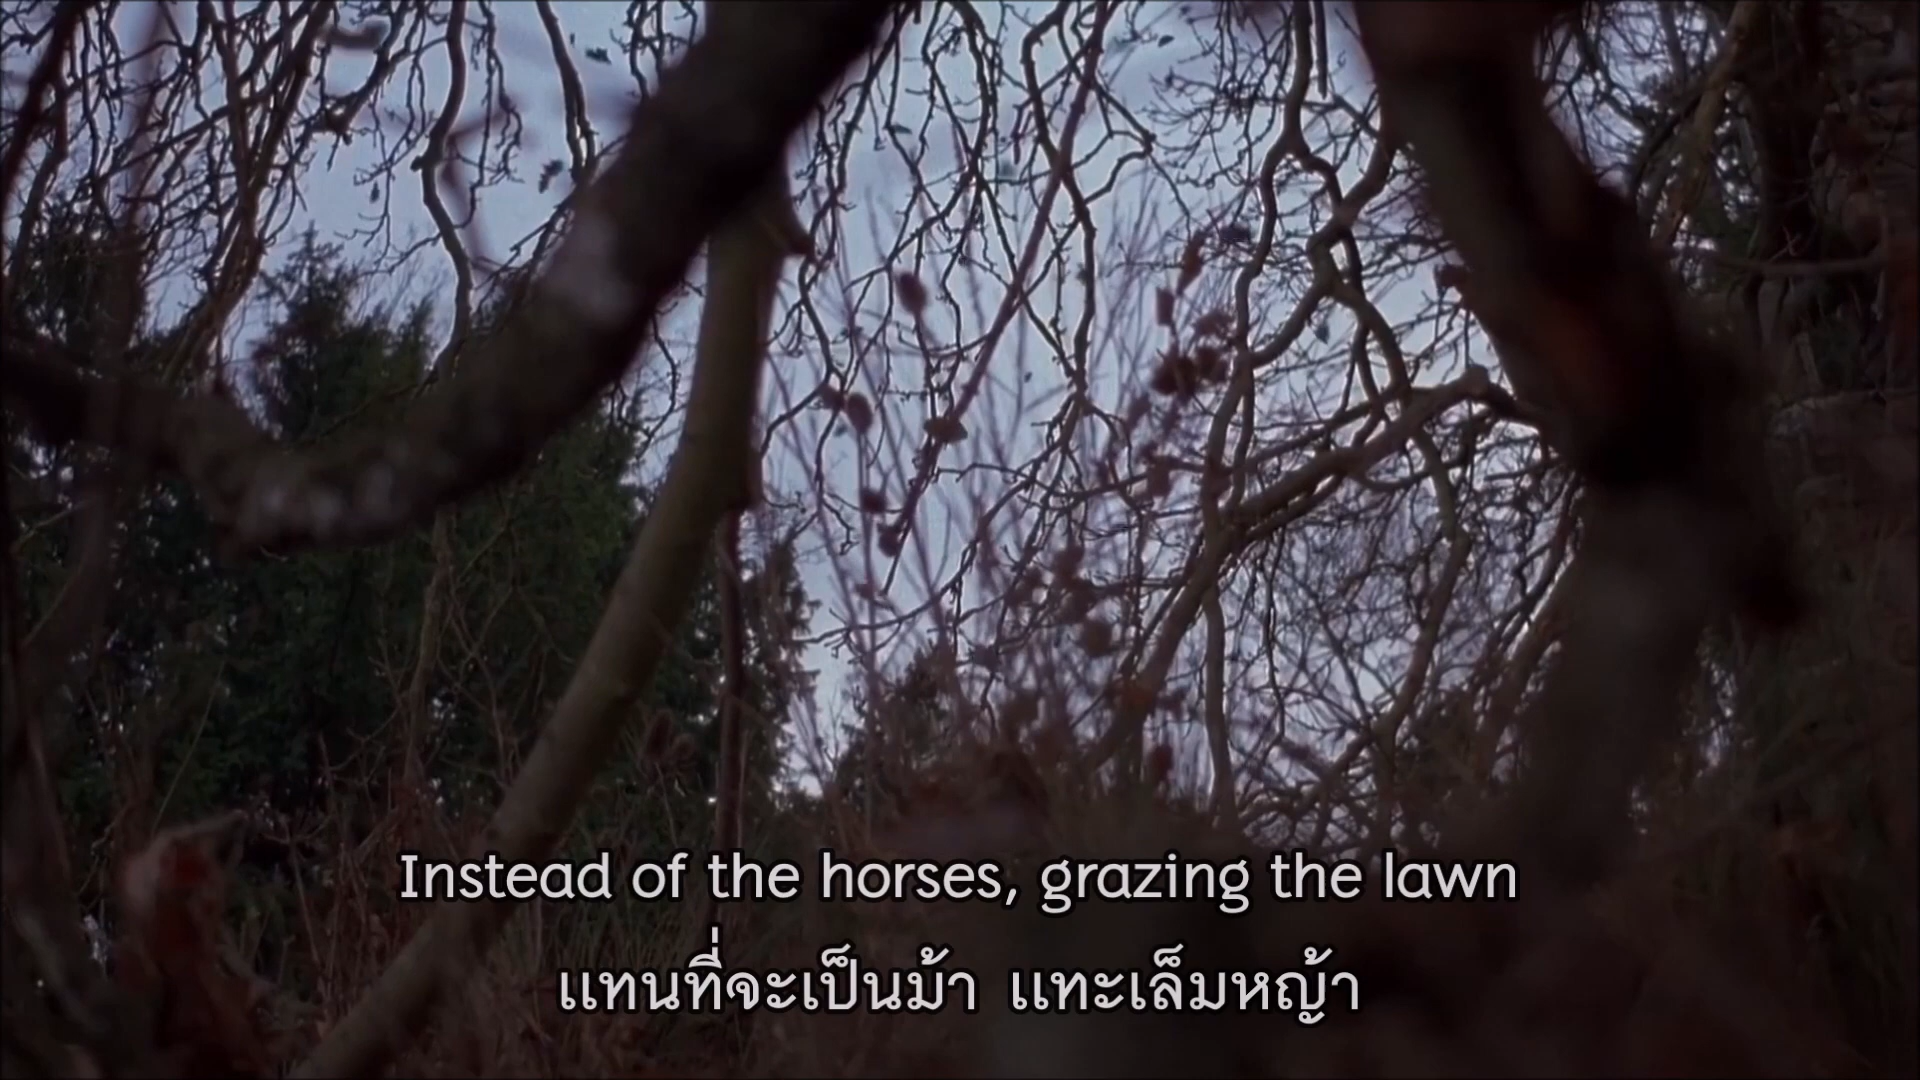 Instead of the horses, grazing the lawn
แทนที่จะเป็นม้า แทะเล็มหญ้า